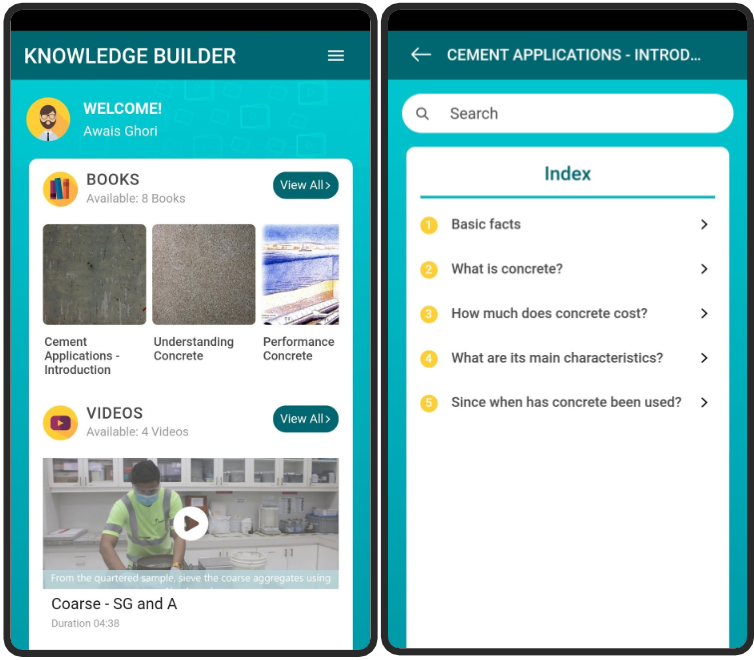 KNOWLEDGE BUILDER
WELCOME!
Awais Ghori
BOOKS
Available: 8 Books
View All >
Cement
Applications -
Introduction
Understanding
Concrete
Performance
Concrete
VIDEOS
Available: 4 Videos
View All >
From the quartered sample, sieve the coarse aggregates using
Coarse - SG and A
Duration 04:38
CEMENT APPLICATIONS - INTROD...
Search
Index
1 Basic facts
2 What is concrete?
3 How much does concrete cost?
4 What are its main characteristics?
5 Since when has concrete been used?